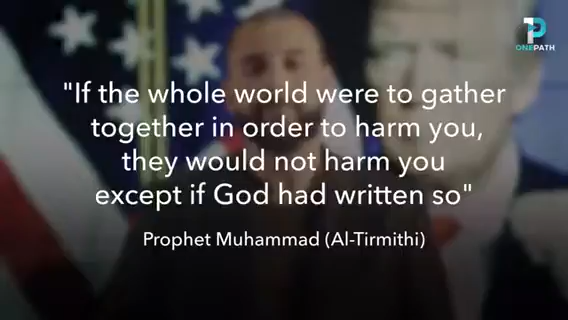 ONEPATH
"If the whole world were to gather
together in order to harm you,
they would not harm you
except if God had written so"
Prophet Muhammad (Al-Tirmithi)